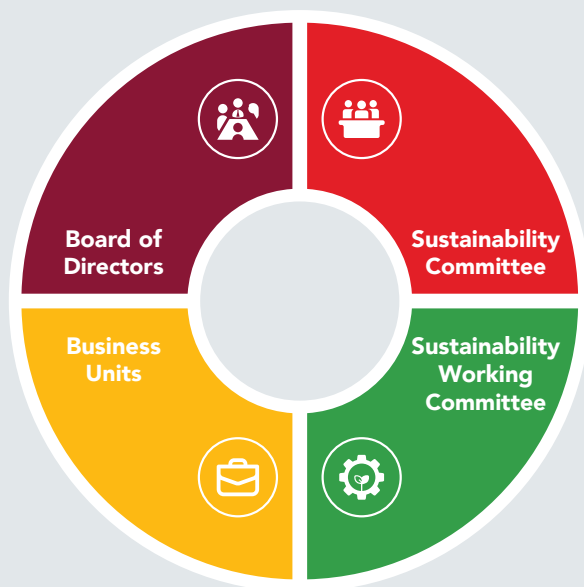 Board of
Directors
Sustainability
Committee
Business
Units
Sustainability
Working
Committee